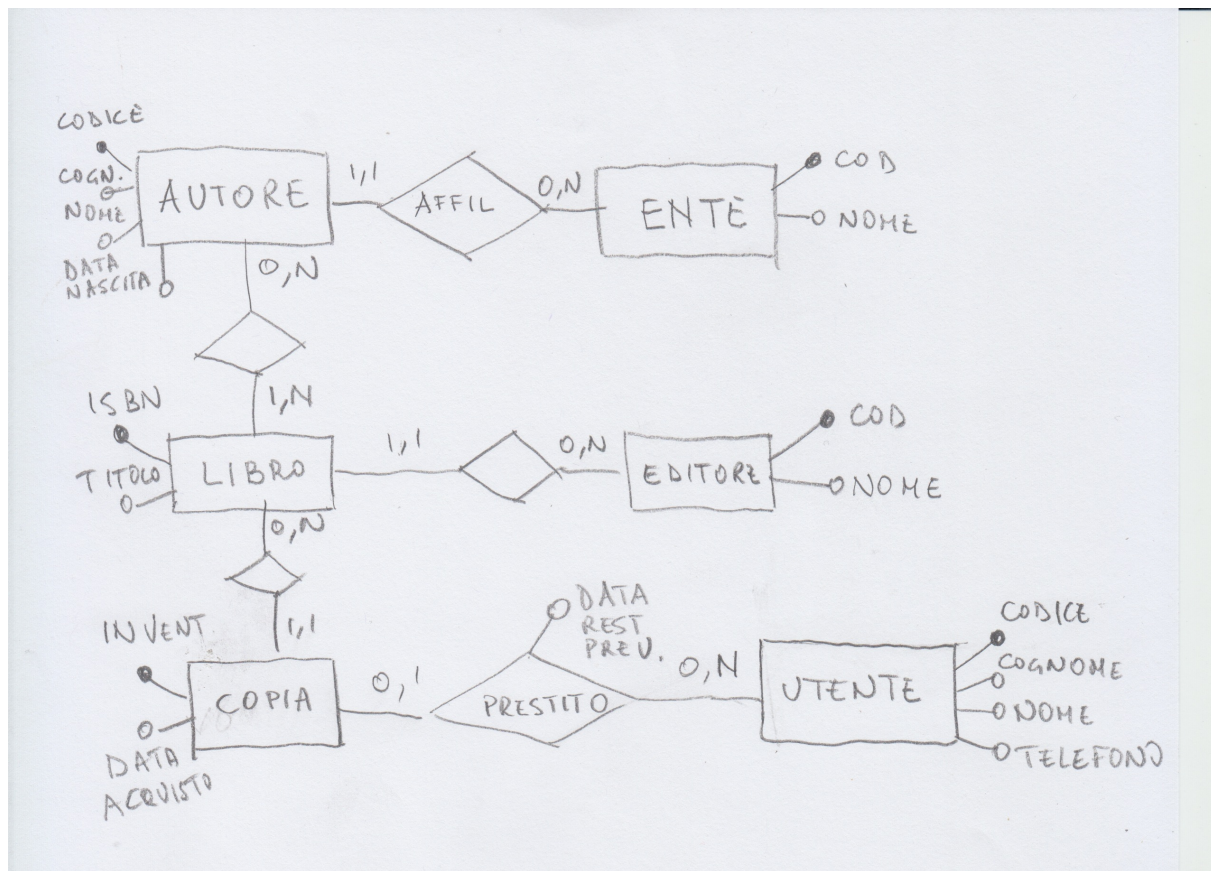 CODICE
COGN.
NOME
DATA
NASCITA
AUTORE
1,1
AFFIL
0,N
ENTE
COD
NOME
0,N
1,N
ISBN
TITOLO
LIBRO
1,1
0,N
EDITORE
COD
NOME
0,N
1,1
INVENT.
COPIA
DATA
ACQUISTO
0,1
PRESTITO
DATA
REST
PREV.
0,N
UTENTE
CODICE
COGNOME
NOME
TELEFONO